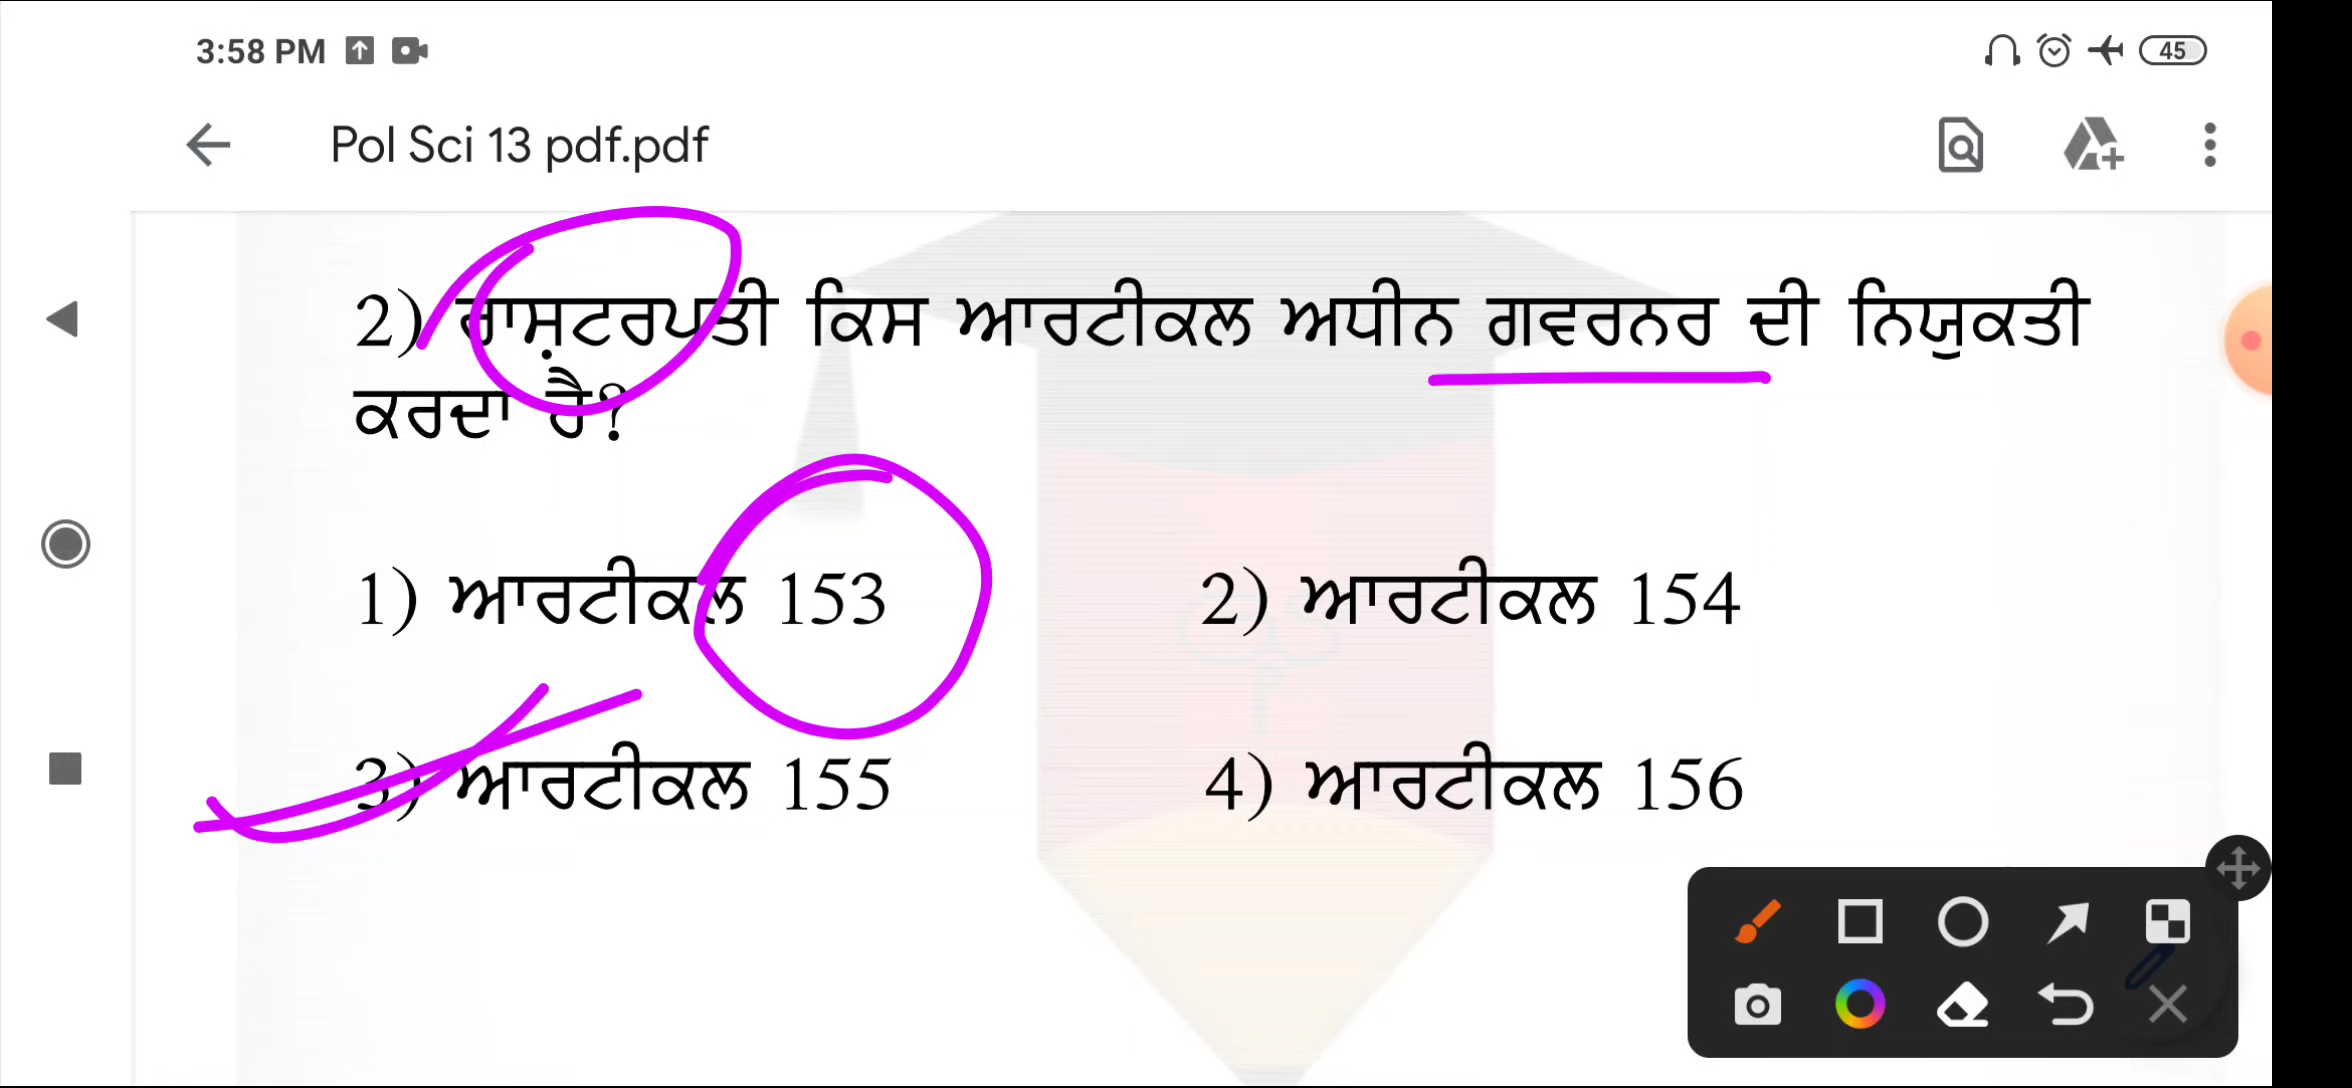 3:58 PM
45
Pol Sci 13 pdf.pdf
2) ਰਾਸ਼ਟਰਪਤੀ ਕਿਸ ਆਰਟੀਕਲ ਅਧੀਨ ਗਵਰਨਰ ਦੀ ਨਿਯੁਕਤੀ
ਕਰਦਾ ਹੈ?
1) ਆਰਟੀਕਲ 153 2) ਆਰਟੀਕਲ 154
3) ਆਰਟੀਕਲ 155 4) ਆਰਟੀਕਲ 156